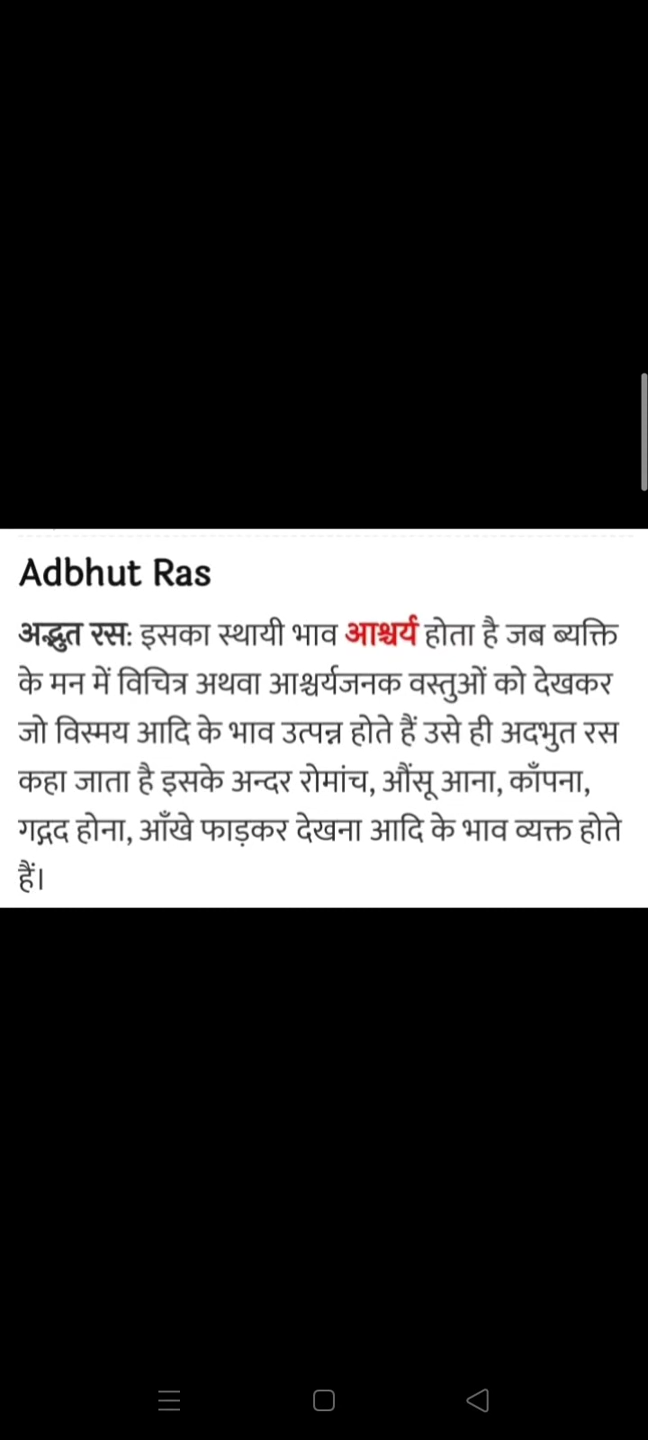 Adbhut Ras
अद्भुत रस: इसका स्थायी भाव आश्चर्य होता है जब ब्यक्ति
के मन में विचित्र अथवा आश्चर्यजनक वस्तुओं को देखकर
जो विस्मय आदि के भाव उत्पन्न होते हैं उसे ही अदभुत रस
कहा जाता है इसके अन्दर रोमांच, औंसू आना, काँपना,
गद्गद होना, आँखे फाड़कर देखना आदि के भाव व्यक्त होते
हैं।